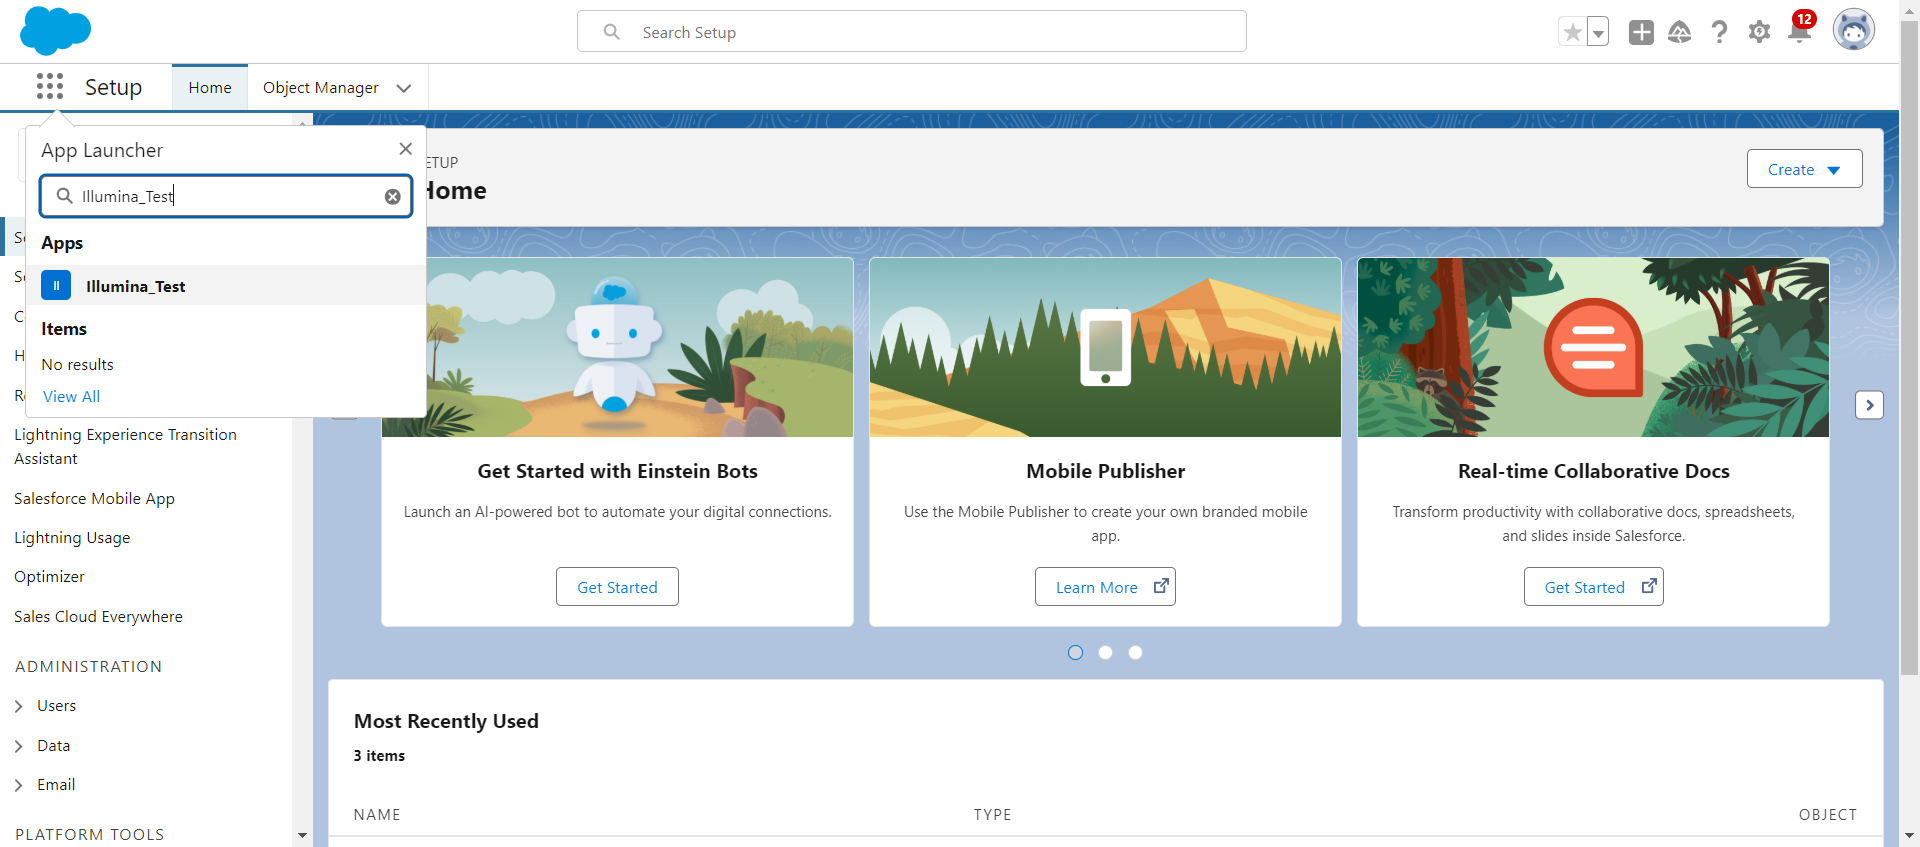 Search Setup
12
Setup
Home
Object Manager
App Launcher
Illumina_Test
Apps
Il
Illumina_Test
Items
No results
View All
ETUP
Home
Create
Lightning Experience Transition
Assistant
Salesforce Mobile App
Lightning Usage
Optimizer
Sales Cloud Everywhere
ADMINISTRATION
Users
Data
Email
PLATFORM TOOLS
Get Started with Einstein Bots
Launch an AI-powered bot to automate your digital connections.
Get Started
Mobile Publisher
Use the Mobile Publisher to create your own branded mobile
app.
Learn More
Real-time Collaborative Docs
Transform productivity with collaborative docs, spreadsheets,
and slides inside Salesforce.
Get Started
Most Recently Used
3 items
NAME
TYPE
OBJECT